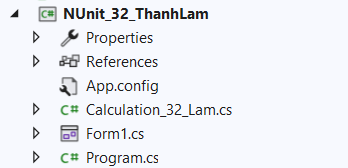 NUnit_32_ThanhLam
Properties
References
App.config
C# Calculation_32_Lam.cs
Form1.cs
C# Program.cs